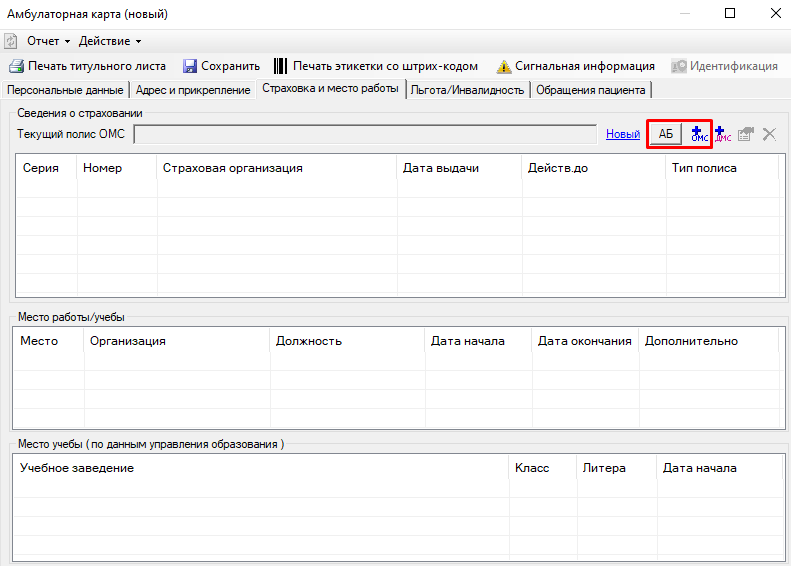 Амбулаторная карта (новый)
Отчет Действие
Печать титульного листа Сохранить Печать этикетки со штрих-кодом Сигнальная информация Идентификация
Персональные данные Адрес и прикрепление Страховка и место работы Льгота/Инвалидность Обращения пациента
Сведения о страховании
Текущий полис ОМС Новый АБ ОМС ДМС
Серия Номер Страховая организация Дата выдачи Действ.до Тип полиса
Место работы/учебы
Место Организация Должность Дата начала Дата окончания Дополнительно
Место учебы ( по данным управления образования )
Учебное заведение Класс Литера Дата начала